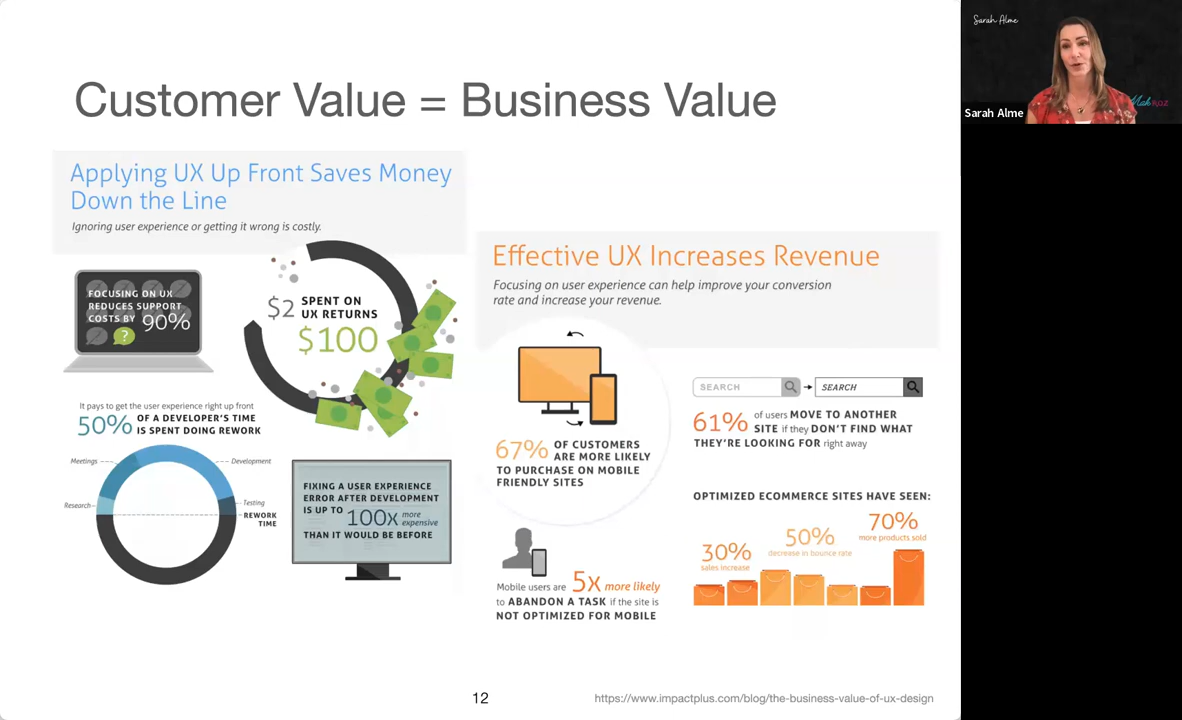 Customer Value = Business Value
Applying UX Up Front Saves Money
Down the Line
Ignoring user experience or getting it wrong is costly.
FOCUSING ON UX
REDUCES SUPPORT
COSTS BY 90%
?
$2 SPENT ON
UX RETURNS
$100
It pays to get the user experience right up front
50% OF A DEVELOPER'S TIME
IS SPENT DOING REWORK
Meetings
Development
Research
Testing
REWORK
TIME
FIXING A USER EXPERIENCE
ERROR AFTER DEVELOPMENT
IS UP TO 100x more
expensive
THAN IT WOULD BE BEFORE
Effective UX Increases Revenue
Focusing on user experience can help improve your conversion
rate and increase your revenue.
67% OF CUSTOMERS
ARE MORE LIKELY
TO PURCHASE ON MOBILE
FRIENDLY SITES
SEARCH
SEARCH
61% of users MOVE TO ANOTHER
SITE if they DON'T FIND WHAT
THEY'RE LOOKING FOR right away
Mobile users are 5X more likely
to ABANDON A TASK if the site is
NOT OPTIMIZED FOR MOBILE
OPTIMIZED ECOMMERCE SITES HAVE SEEN:
30%
sales increase
50%
decrease in bounce rate
70%
more products sold
12
https://www.impactplus.com/blog/the-business-value-of-ux-design
Sarah Alme
Sarah Alme